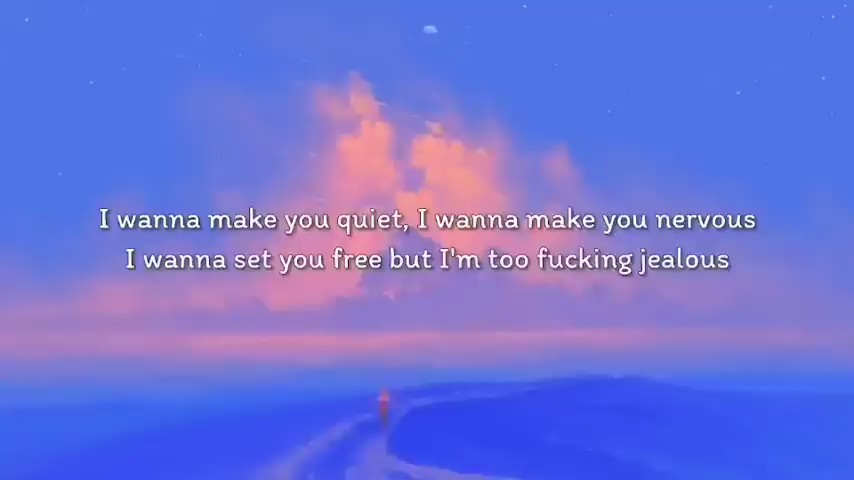 I wanna make you quiet, I wanna make you nervous
I wanna set you free but I'm too fucking jealous